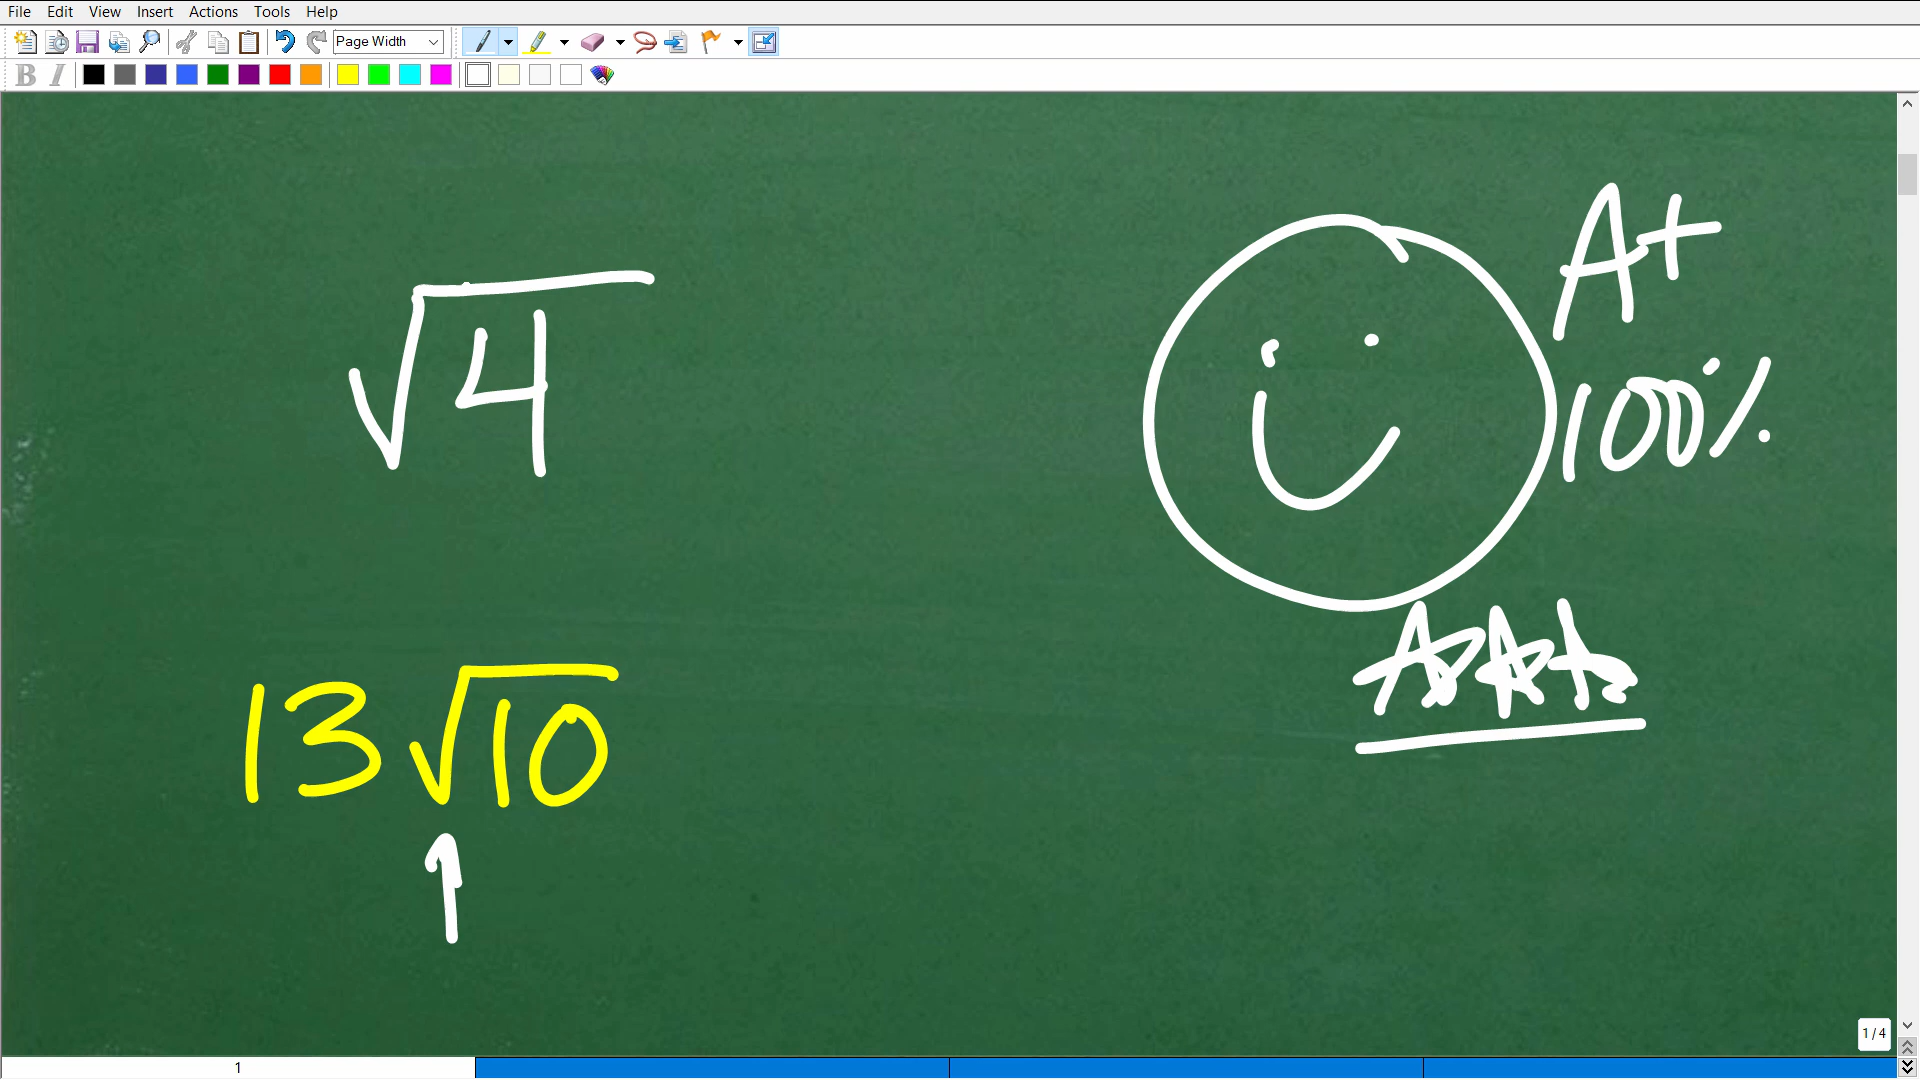 File Edit View Insert Actions Tools Help
Page Width
B I
√4
A+
100%
13√10
1 / 4
1